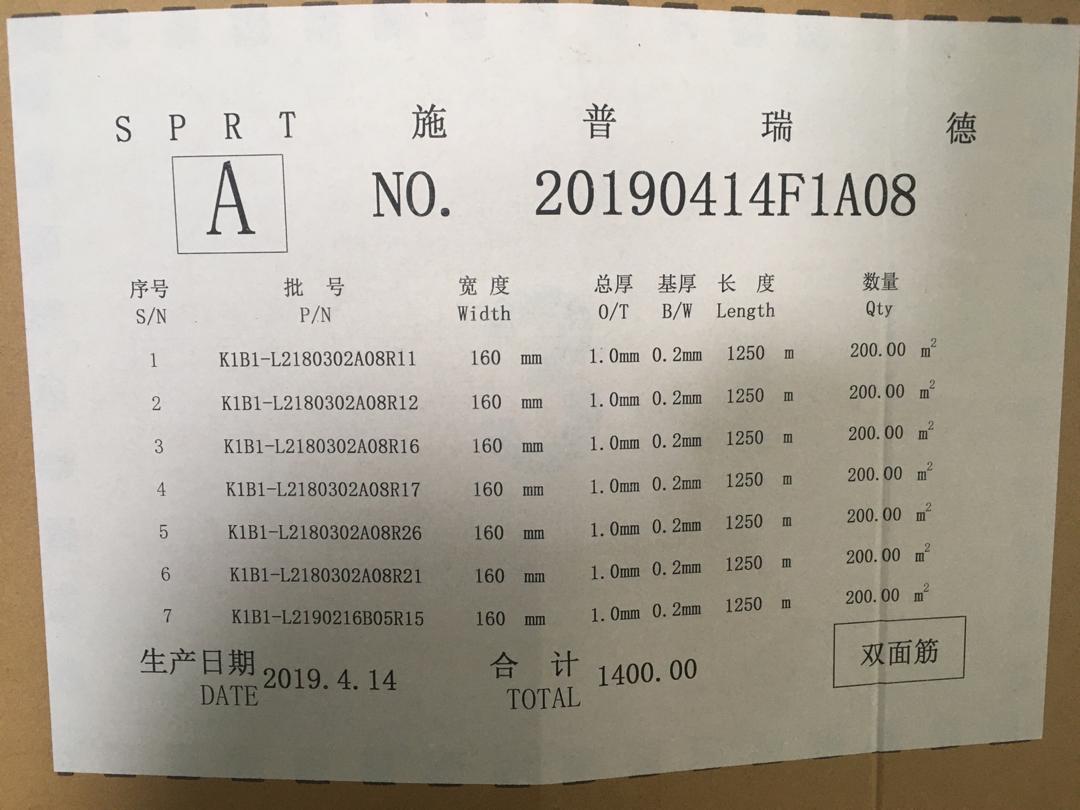 SPRT 施普瑞德
A NO. 20190414F1A08
序号 批号 宽度 总厚 基厚 长度 数量
S/N P/N Width O/T B/W Length Qty
1 K1B1-L2180302A08R11 160 mm 1.0mm 0.2mm 1250 m 200.00 m²
2 K1B1-L2180302A08R12 160 mm 1.0mm 0.2mm 1250 m 200.00 m²
3 K1B1-L2180302A08R16 160 mm 1.0mm 0.2mm 1250 m 200.00 m²
4 K1B1-L2180302A08R17 160 mm 1.0mm 0.2mm 1250 m 200.00 m²
5 K1B1-L2180302A08R26 160 mm 1.0mm 0.2mm 1250 m 200.00 m²
6 K1B1-L2180302A08R21 160 mm 1.0mm 0.2mm 1250 m 200.00 m²
7 K1B1-L2190216B05R15 160 mm 1.0mm 0.2mm 1250 m 200.00 m²
生产日期 2019.4.14 合计 1400.00 双面筋
DATE TOTAL